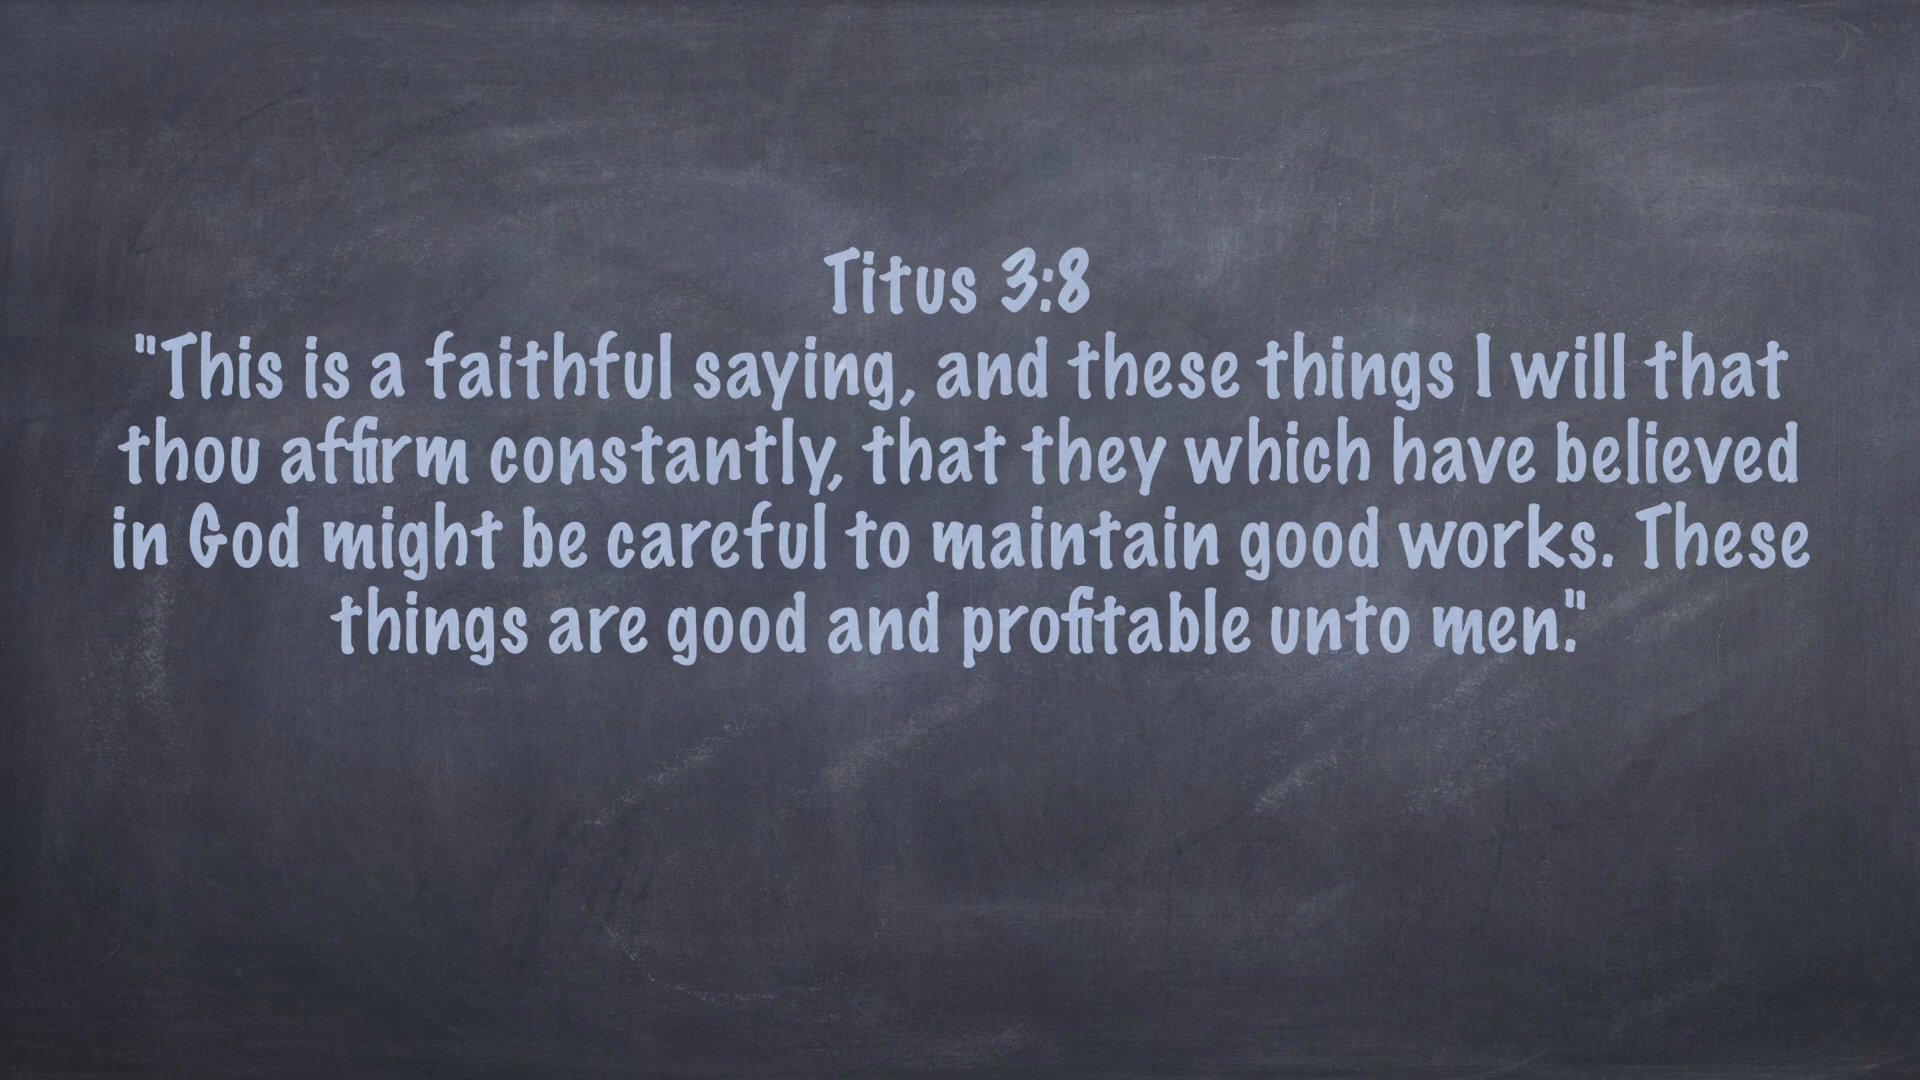 Titus 3:8
"This is a faithful saying, and these things I will that
thou affirm constantly, that they which have believed
in God might be careful to maintain good works. These
things are good and profitable unto men."